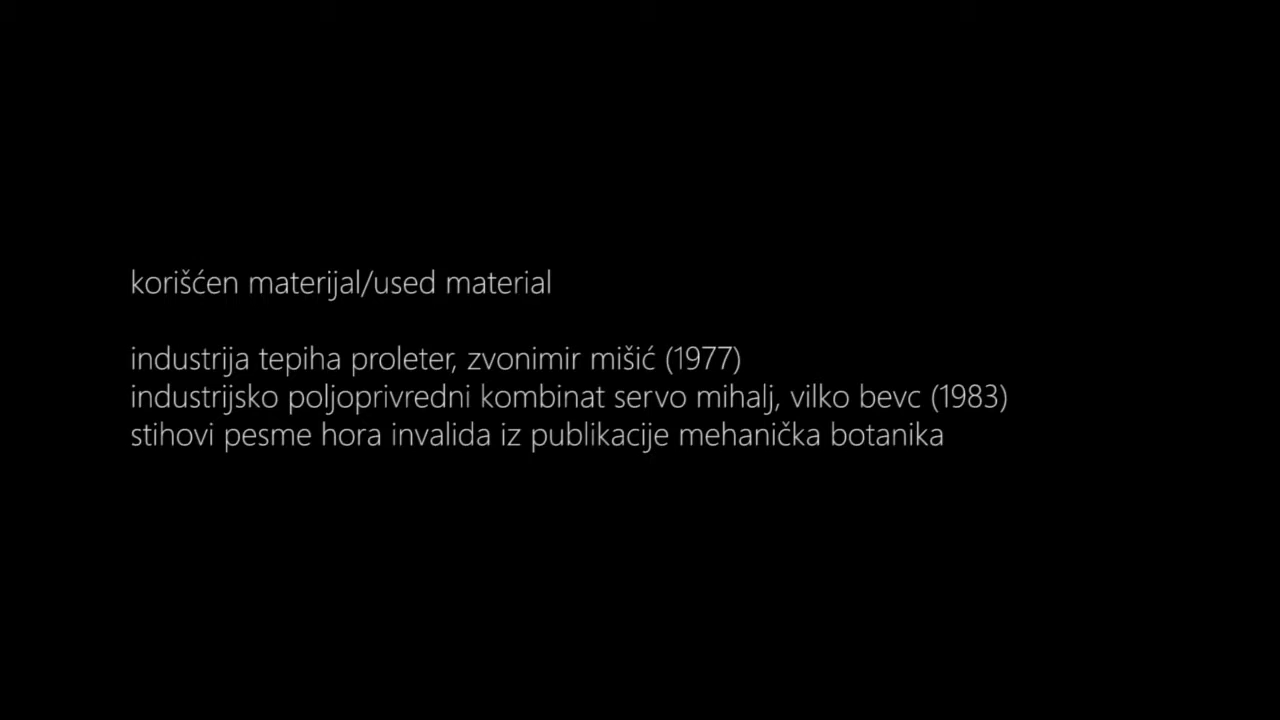 korišćen materijal/used material
industrija tepiha proleter, zvonimir mišić (1977)
industrijsko poljoprivredni kombinat servo mihalj, vilko bevc (1983)
stihovi pesme hora invalida iz publikacije mehanička botanika